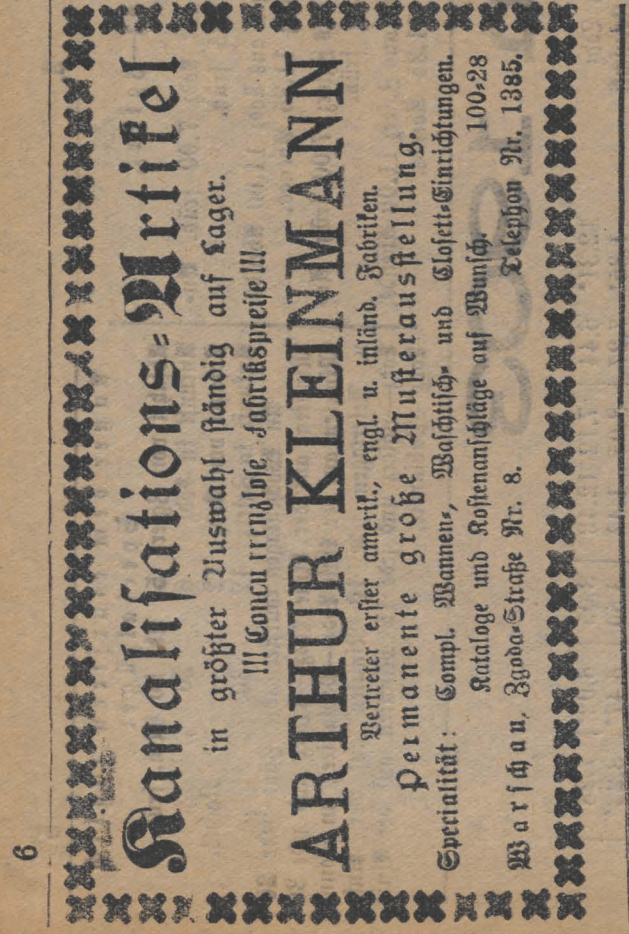 6
Kanalisations-Artikel
in größter Auswahl ständig auf Lager.
!!! Concurrenzlose Fabrikspreise !!!
ARTHUR KLEINMANN
Vertreter erster amerik., engl. u. inländ. Fabriken.
Permanente große Musterausstellung.
Specialität: Compl. Wannen-, Waschtisch- und Closett-Einrichtungen.
Kataloge und Kostenanschläge auf Wunsch. 100-28
Warschau, Zgoda-Straße Nr. 8. Telephon Nr. 1385.